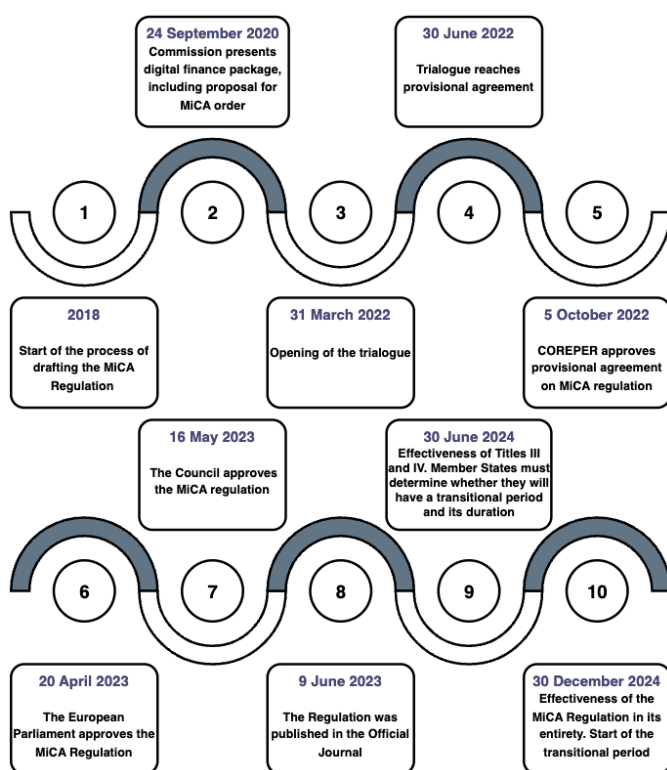 24 September 2020
Commission presents
digital finance package,
including proposal for
MiCA order
30 June 2022
Trialogue reaches
provisional agreement
1
2
3
4
5
2018
Start of the process of
drafting the MiCA
Regulation
31 March 2022
Opening of the trialogue
5 October 2022
COREPER approves
provisional agreement
on MiCA regulation
16 May 2023
The Council approves
the MiCA regulation
30 June 2024
Effectiveness of Titles III
and IV. Member States must
determine whether they will
have a transitional period
and its duration
6
7
8
9
10
20 April 2023
The European
Parliament approves the
MiCA Regulation
9 June 2023
The Regulation was
published in the Official
Journal
30 December 2024
Effectiveness of the
MiCA Regulation in its
entirety. Start of the
transitional period